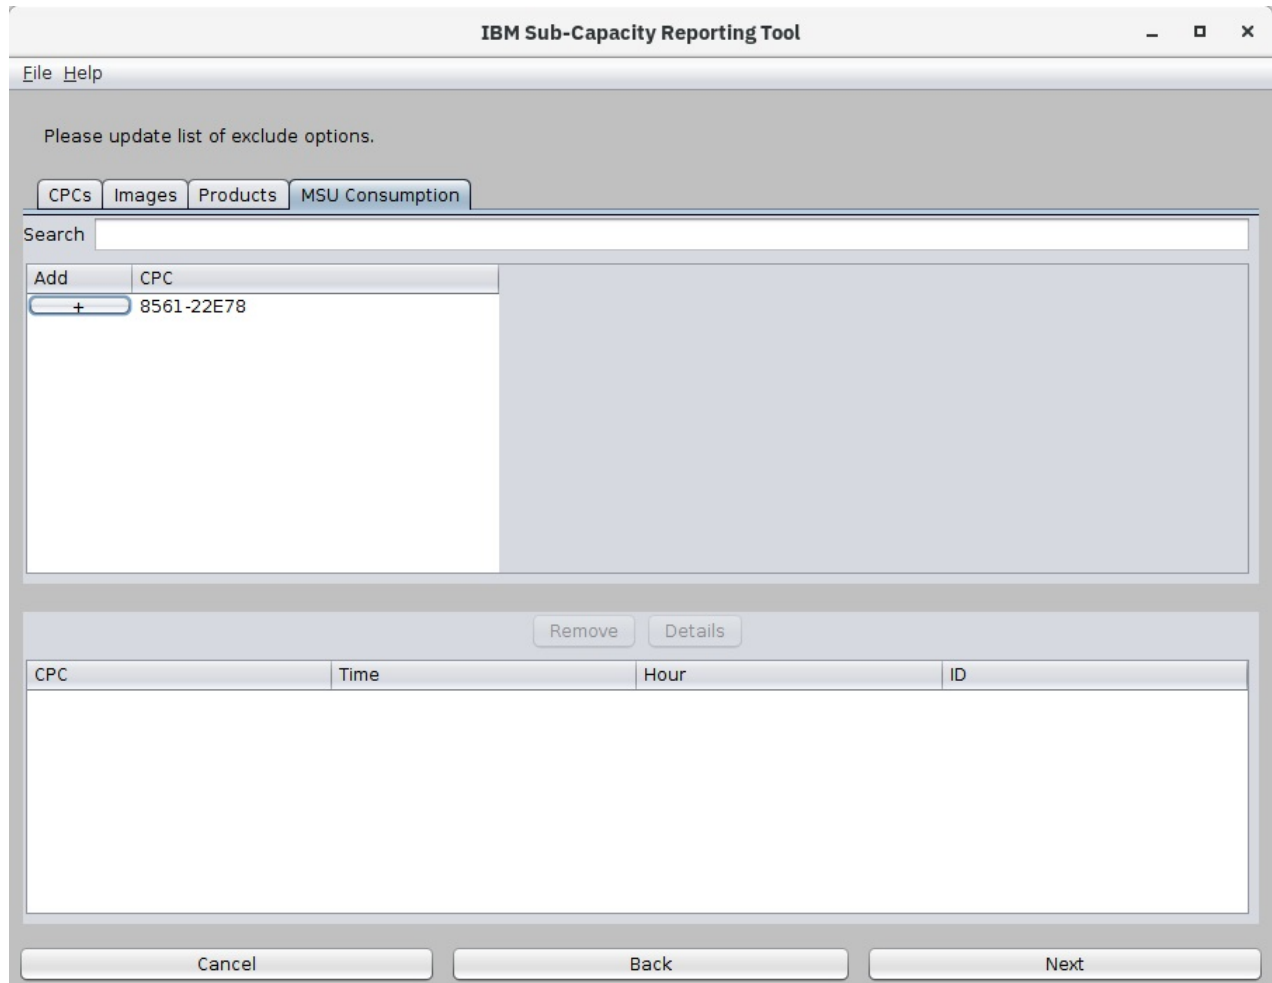 IBM Sub-Capacity Reporting Tool
File Help
Please update list of exclude options.
CPCs Images Products MSU Consumption
Search
Add CPC
+ 8561-22E78
Remove Details
CPC Time Hour ID
Cancel Back Next